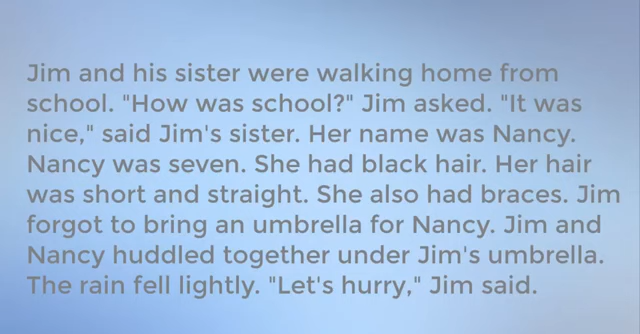 Jim and his sister were walking home from
school. "How was school?" Jim asked. "It was
nice," said Jim's sister. Her name was Nancy.
Nancy was seven. She had black hair. Her hair
was short and straight. She also had braces. Jim
forgot to bring an umbrella for Nancy. Jim and
Nancy huddled together under Jim's umbrella.
The rain fell lightly. "Let's hurry," Jim said.